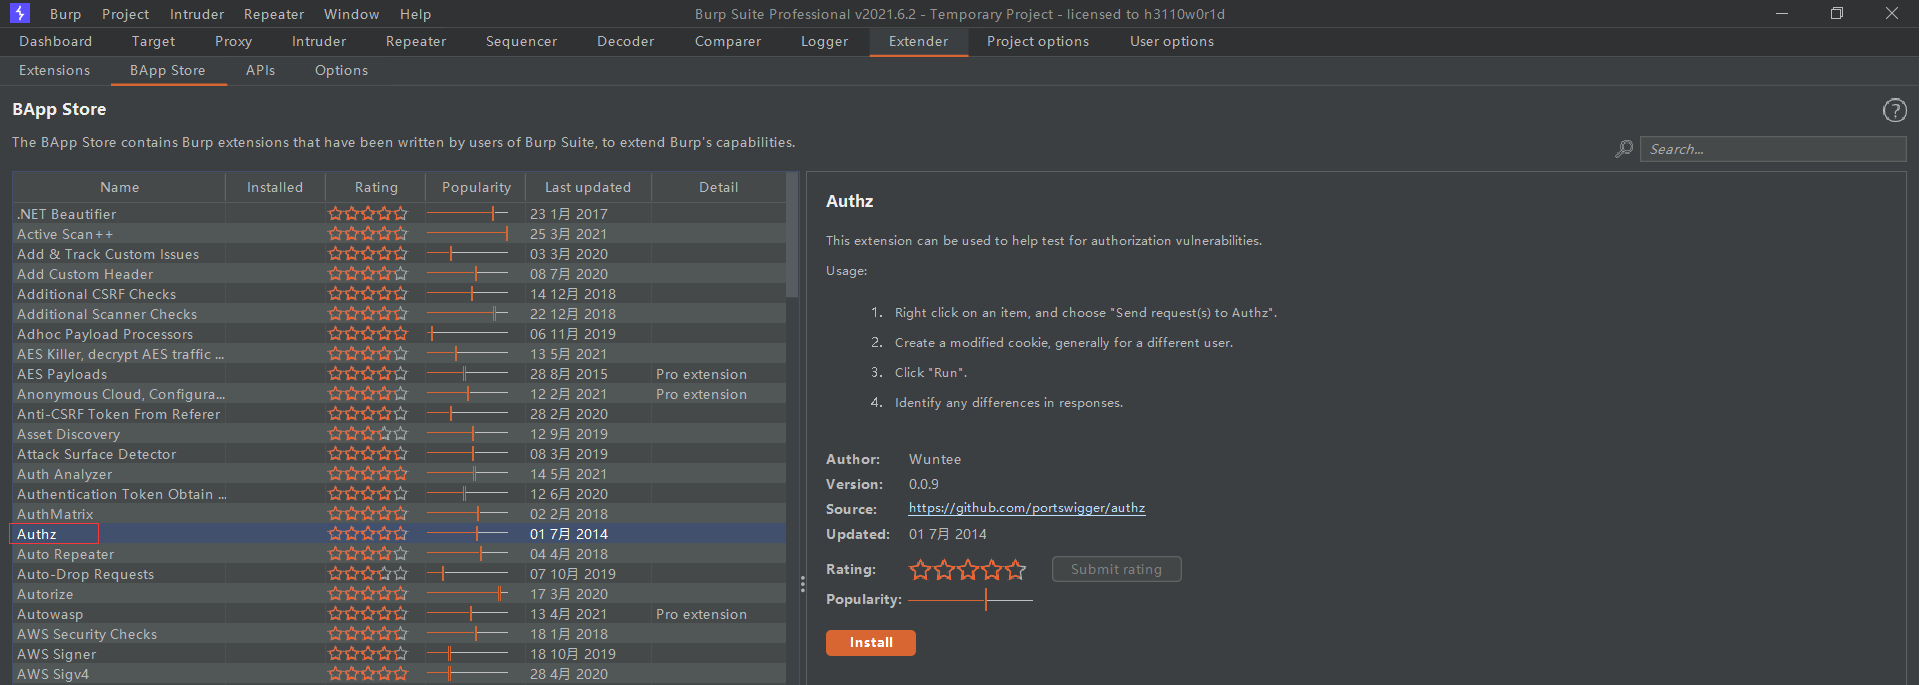 Burp Project Intruder Repeater Window Help Burp Suite Professional v2021.6.2 - Temporary Project - licensed to h3110w0r1d
Dashboard Target Proxy Intruder Repeater Sequencer Decoder Comparer Logger Extender Project options User options
Extensions BApp Store APIs Options
BApp Store
The BApp Store contains Burp extensions that have been written by users of Burp Suite, to extend Burp's capabilities.
Search...
Name Installed Rating Popularity Last updated Detail
.NET Beautifier 23 1月 2017
Active Scan++ 25 3月 2021
Add & Track Custom Issues 03 3月 2020
Add Custom Header 08 7月 2020
Additional CSRF Checks 14 12月 2018
Additional Scanner Checks 22 12月 2018
Adhoc Payload Processors 06 11月 2019
AES Killer, decrypt AES traffic ... 13 5月 2021
AES Payloads 28 8月 2015 Pro extension
Anonymous Cloud, Configura... 12 2月 2021 Pro extension
Anti-CSRF Token From Referer 28 2月 2020
Asset Discovery 12 9月 2019
Attack Surface Detector 08 3月 2019
Auth Analyzer 14 5月 2021
Authentication Token Obtain ... 12 6月 2020
AuthMatrix 02 2月 2018
Authz 01 7月 2014
Auto Repeater 04 4月 2018
Auto-Drop Requests 07 10月 2019
Autorize 17 3月 2020
Autowasp 13 4月 2021 Pro extension
AWS Security Checks 18 1月 2018
AWS Signer 18 10月 2019
AWS Sigv4 28 4月 2020
Authz
This extension can be used to help test for authorization vulnerabilities.
Usage:
1. Right click on an item, and choose "Send request(s) to Authz".
2. Create a modified cookie, generally for a different user.
3. Click "Run".
4. Identify any differences in responses.
Author: Wuntee
Version: 0.0.9
Source: https://github.com/portswigger/authz
Updated: 01 7月 2014
Rating: Submit rating
Popularity:
Install